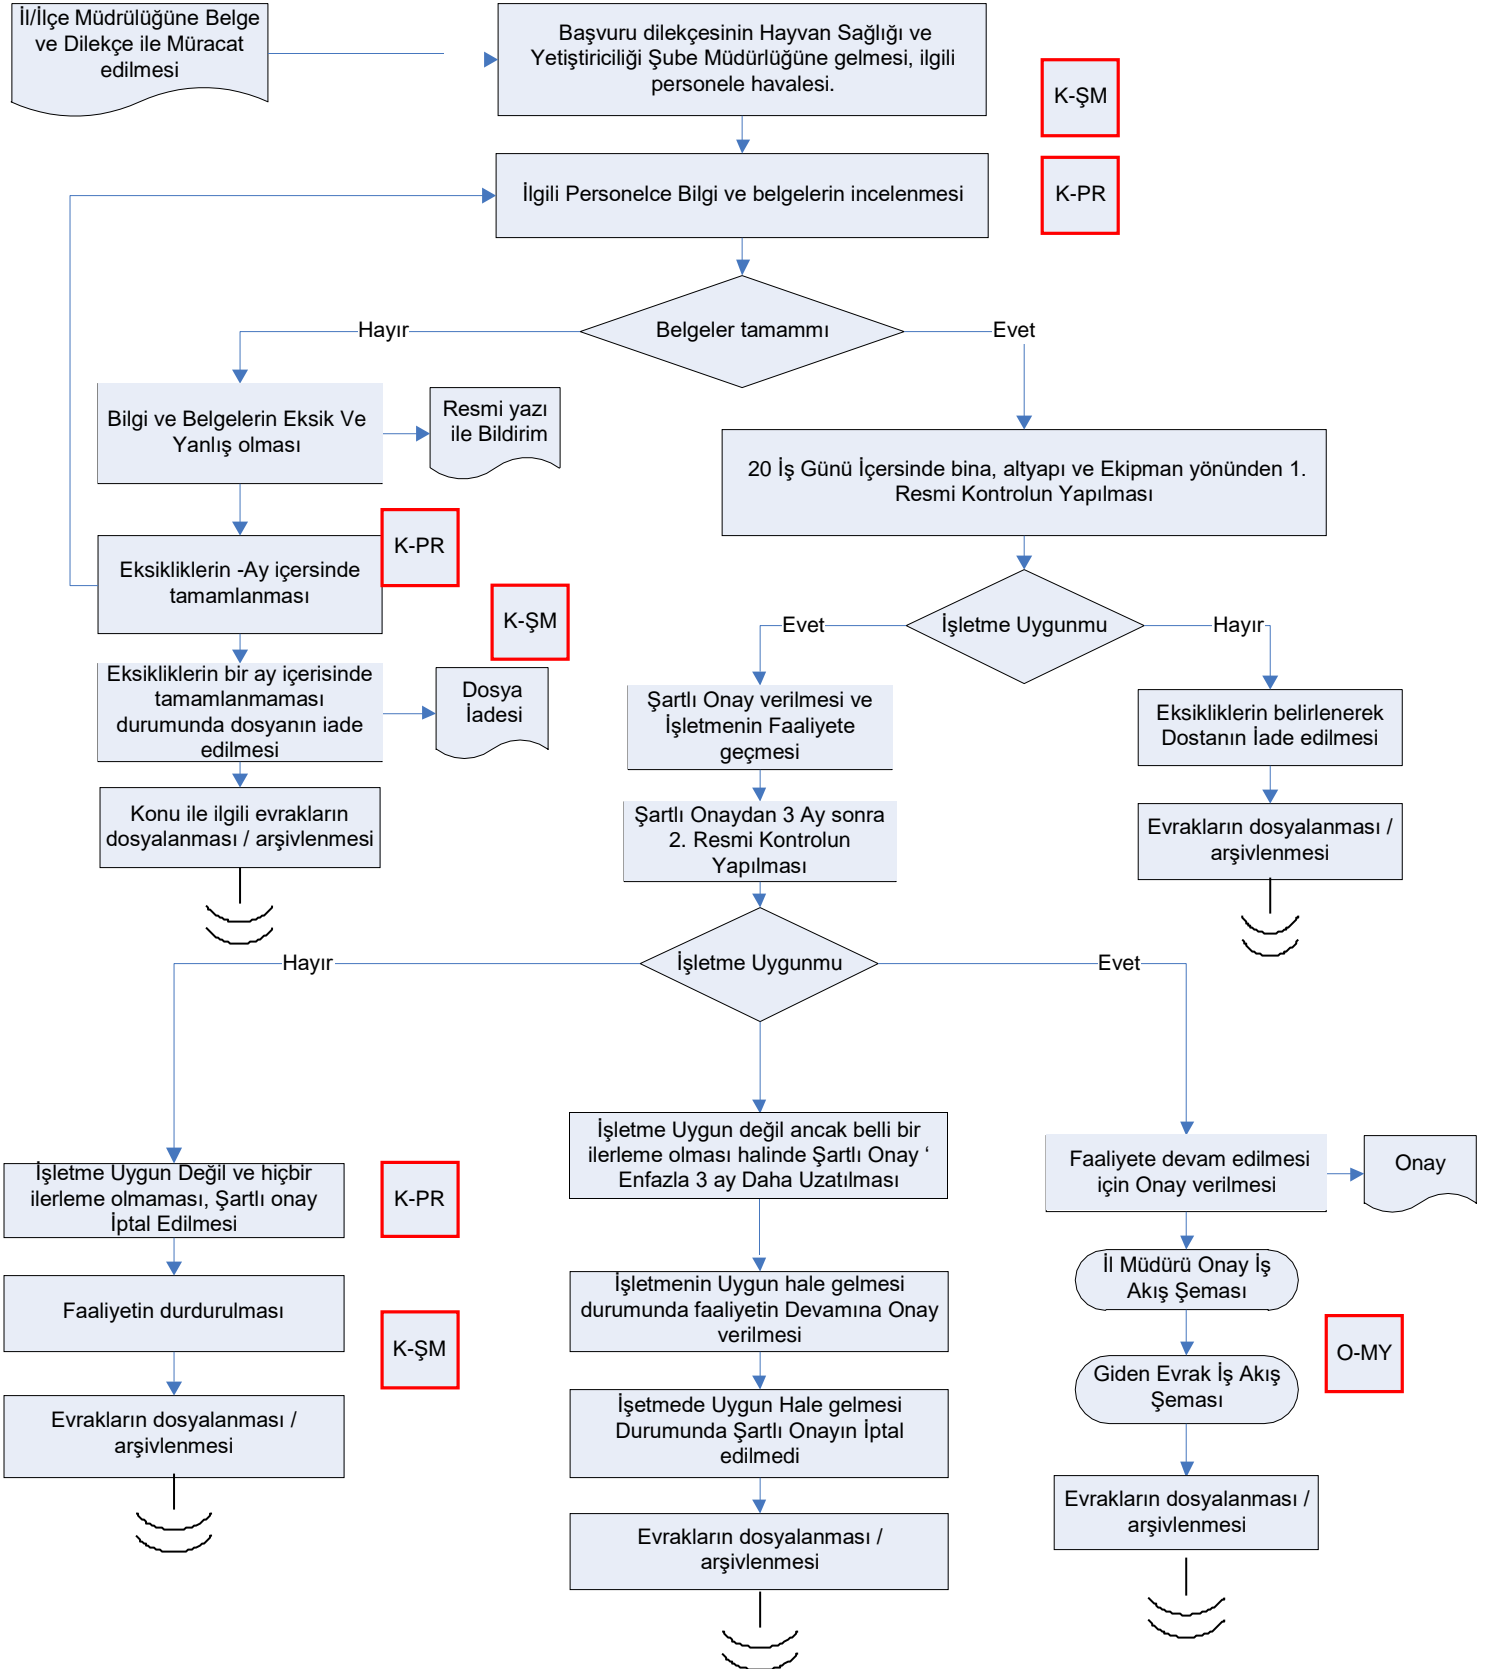 İl/İlçe Müdrülüğüne Belge
ve Dilekçe ile Müracat
edilmesi
Başvuru dilekçesinin Hayvan Sağlığı ve
Yetiştiriciliği Şube Müdürlüğüne gelmesi, ilgili
personele havalesi.
K-ŞM
İlgili Personelce Bilgi ve belgelerin incelenmesi
K-PR
Belgeler tamammı
Hayır
Evet
Bilgi ve Belgelerin Eksik Ve
Yanlış olması
Resmi yazı
ile Bildirim
20 İş Günü İçersinde bina, altyapı ve Ekipman yönünden 1.
Resmi Kontrolun Yapılması
K-PR
Eksikliklerin -Ay içersinde
tamamlanması
K-ŞM
İşletme Uygunmu
Evet
Hayır
Eksikliklerin bir ay içerisinde
tamamlanmaması
durumunda dosyanın iade
edilmesi
Dosya
İadesi
Şartlı Onay verilmesi ve
İşletmenin Faaliyete
geçmesi
Eksikliklerin belirlenerek
Dostanın İade edilmesi
Konu ile ilgili evrakların
dosyalanması / arşivlenmesi
Şartlı Onaydan 3 Ay sonra
2. Resmi Kontrolun
Yapılması
Evrakların dosyalanması /
arşivlenmesi
İşletme Uygunmu
Hayır
Evet
İşletme Uygun Değil ve hiçbir
ilerleme olmaması, Şartlı onay
İptal Edilmesi
K-PR
İşletme Uygun değil ancak belli bir
ilerleme olması halinde Şartlı Onay ‘
Enfazla 3 ay Daha Uzatılması
Faaliyete devam edilmesi
için Onay verilmesi
Onay
Faaliyetin durdurulması
K-ŞM
İşletmenin Uygun hale gelmesi
durumunda faaliyetin Devamına Onay
verilmesi
İl Müdürü Onay İş
Akış Şeması
O-MY
Giden Evrak İş Akış
Şeması
Evrakların dosyalanması /
arşivlenmesi
İşetmede Uygun Hale gelmesi
Durumunda Şartlı Onayın İptal
edilmedi
Evrakların dosyalanması /
arşivlenmesi
Evrakların dosyalanması /
arşivlenmesi